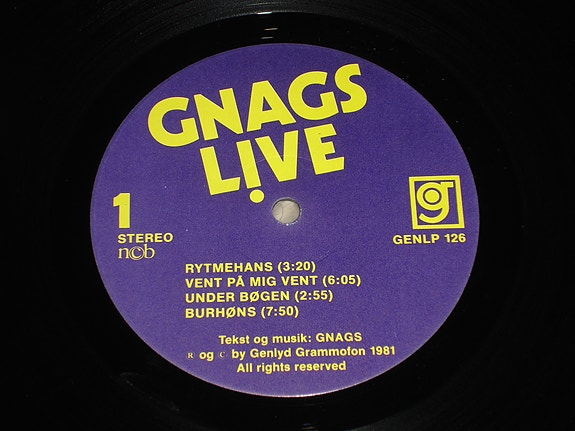 GNAGS
LIVE
1
STEREO
n©b
g
GENLP 126
RYTMEHANS (3:20)
VENT PÅ MIG VENT (6:05)
UNDER BØGEN (2:55)
BURHØNS (7:50)
Tekst og musik: GNAGS
® og © by Genlyd Grammofon 1981
All rights reserved